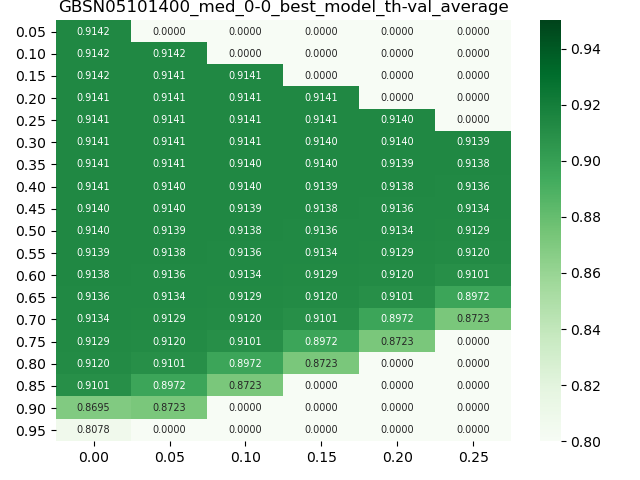 GBSN05101400_med_0-0_best_model_th-val_average
0.05 0.9142 0.0000 0.0000 0.0000 0.0000 0.0000
0.10 0.9142 0.9142 0.0000 0.0000 0.0000 0.0000
0.15 0.9142 0.9141 0.9141 0.0000 0.0000 0.0000
0.20 0.9141 0.9141 0.9141 0.9141 0.0000 0.0000
0.25 0.9141 0.9141 0.9141 0.9141 0.9140 0.0000
0.30 0.9141 0.9141 0.9141 0.9140 0.9140 0.9139
0.35 0.9141 0.9141 0.9140 0.9140 0.9139 0.9138
0.40 0.9141 0.9140 0.9140 0.9139 0.9138 0.9136
0.45 0.9140 0.9140 0.9139 0.9138 0.9136 0.9134
0.50 0.9140 0.9139 0.9138 0.9136 0.9134 0.9129
0.55 0.9139 0.9138 0.9136 0.9134 0.9129 0.9120
0.60 0.9138 0.9136 0.9134 0.9129 0.9120 0.9101
0.65 0.9136 0.9134 0.9129 0.9120 0.9101 0.8972
0.70 0.9134 0.9129 0.9120 0.9101 0.8972 0.8723
0.75 0.9129 0.9120 0.9101 0.8972 0.8723 0.0000
0.80 0.9120 0.9101 0.8972 0.8723 0.0000 0.0000
0.85 0.9101 0.8972 0.8723 0.0000 0.0000 0.0000
0.90 0.8695 0.8723 0.0000 0.0000 0.0000 0.0000
0.95 0.8078 0.0000 0.0000 0.0000 0.0000 0.0000
0.00 0.05 0.10 0.15 0.20 0.25
0.94
0.92
0.90
0.88
0.86
0.84
0.82
0.80